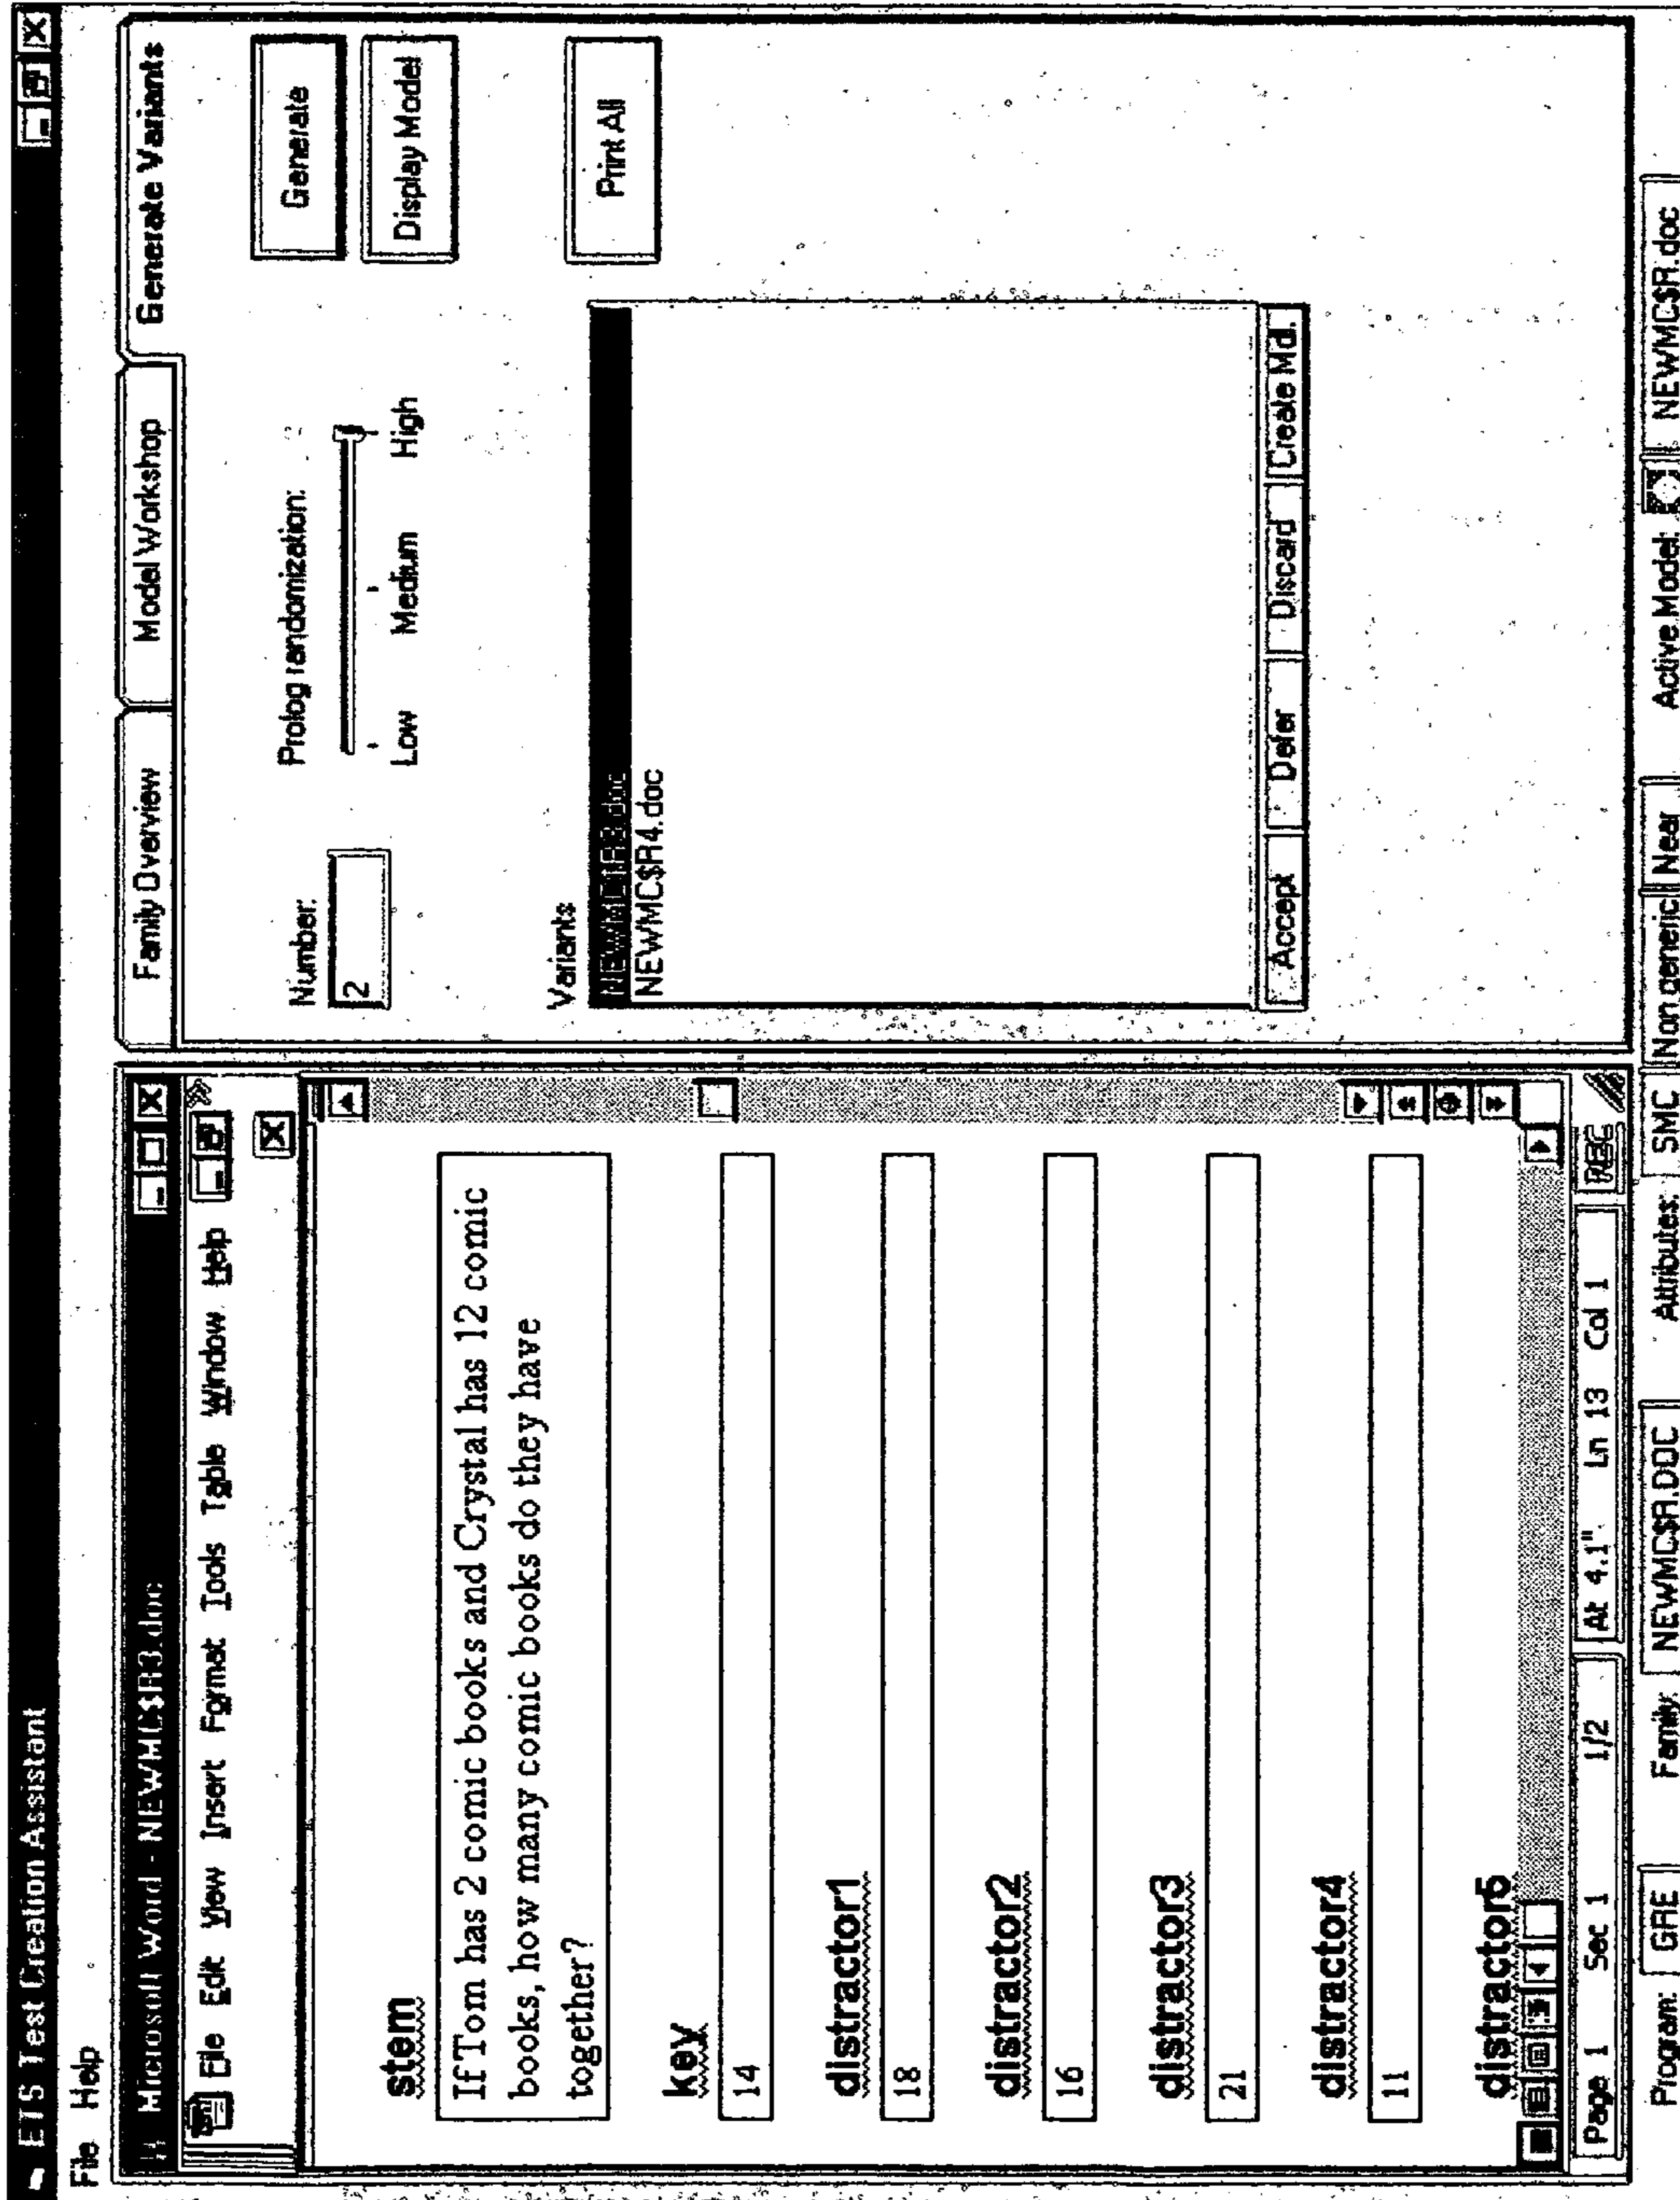 ETS Test Creation Assistant
File Help
Microsoft Word - NEWMC$R3.doc
File Edit View Insert Format Tools Table Window Help
stem
If Tom has 2 comic books and Crystal has 12 comic
books, how many comic books do they have
together?
key
14
distractor1
18
distractor2
16
distractor3
21
distractor4
11
distractor5
Page 1 Sec 1 1/2 At 4.1" Ln 13 Col 1 REC
Family Overview Model Workshop Generate Variants
Number: Prolog randomization:
2
Low Medium High
Generate
Display Model
Variants
NEWMC$R3.doc
NEWMC$R4.doc
Print All
Accept Defer Discard Create Mdl.
Program: GRE Family: NEWMC$R.DOC Attributes: SMC Non generic Near Active Model: NEWMC$R.doc